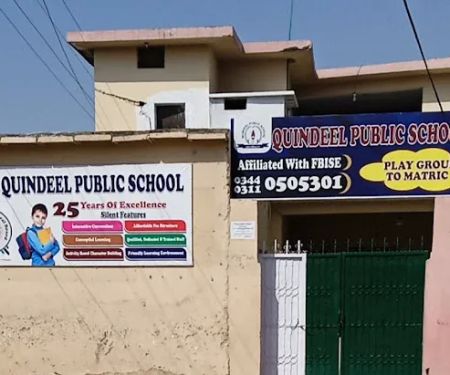 QUINDEEL PUBLIC SCHOOL
25 Years Of Excellence
Silent Features
Interactive Curriculum
Affordable Fee Structure
Conceptual Learning
Qualified, Dedicated & Trained Staff
Activity Based Character Building
Friendly Learning Environment
QUINDEEL PUBLIC SCHOO
Affiliated With FBISE
PLAY GROU
TO MATRIC
0344
0311 0505301